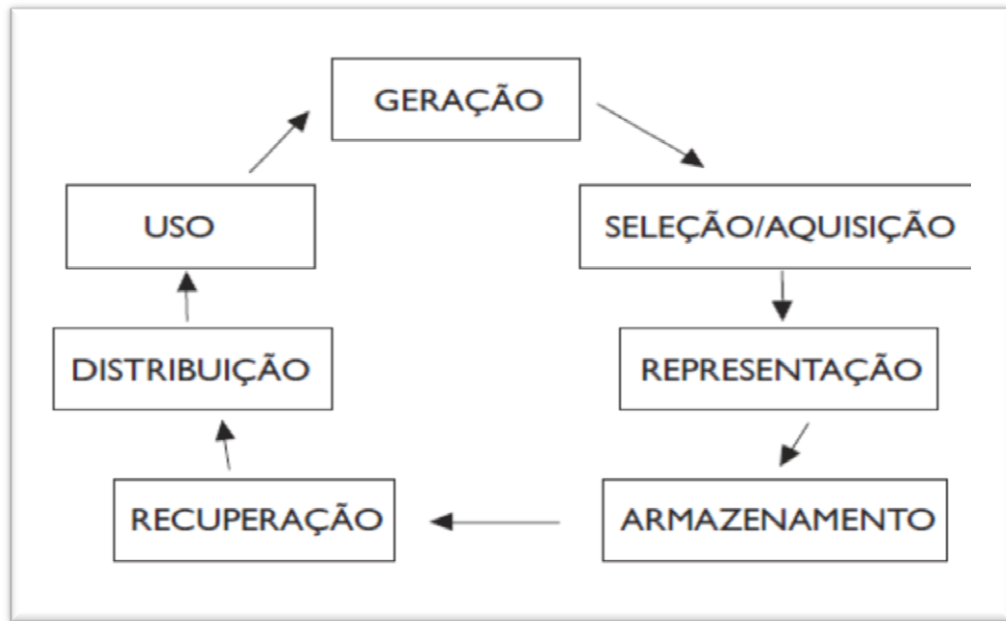 GERAÇÃO
SELEÇÃO/AQUISIÇÃO
REPRESENTAÇÃO
ARMAZENAMENTO
RECUPERAÇÃO
DISTRIBUIÇÃO
USO